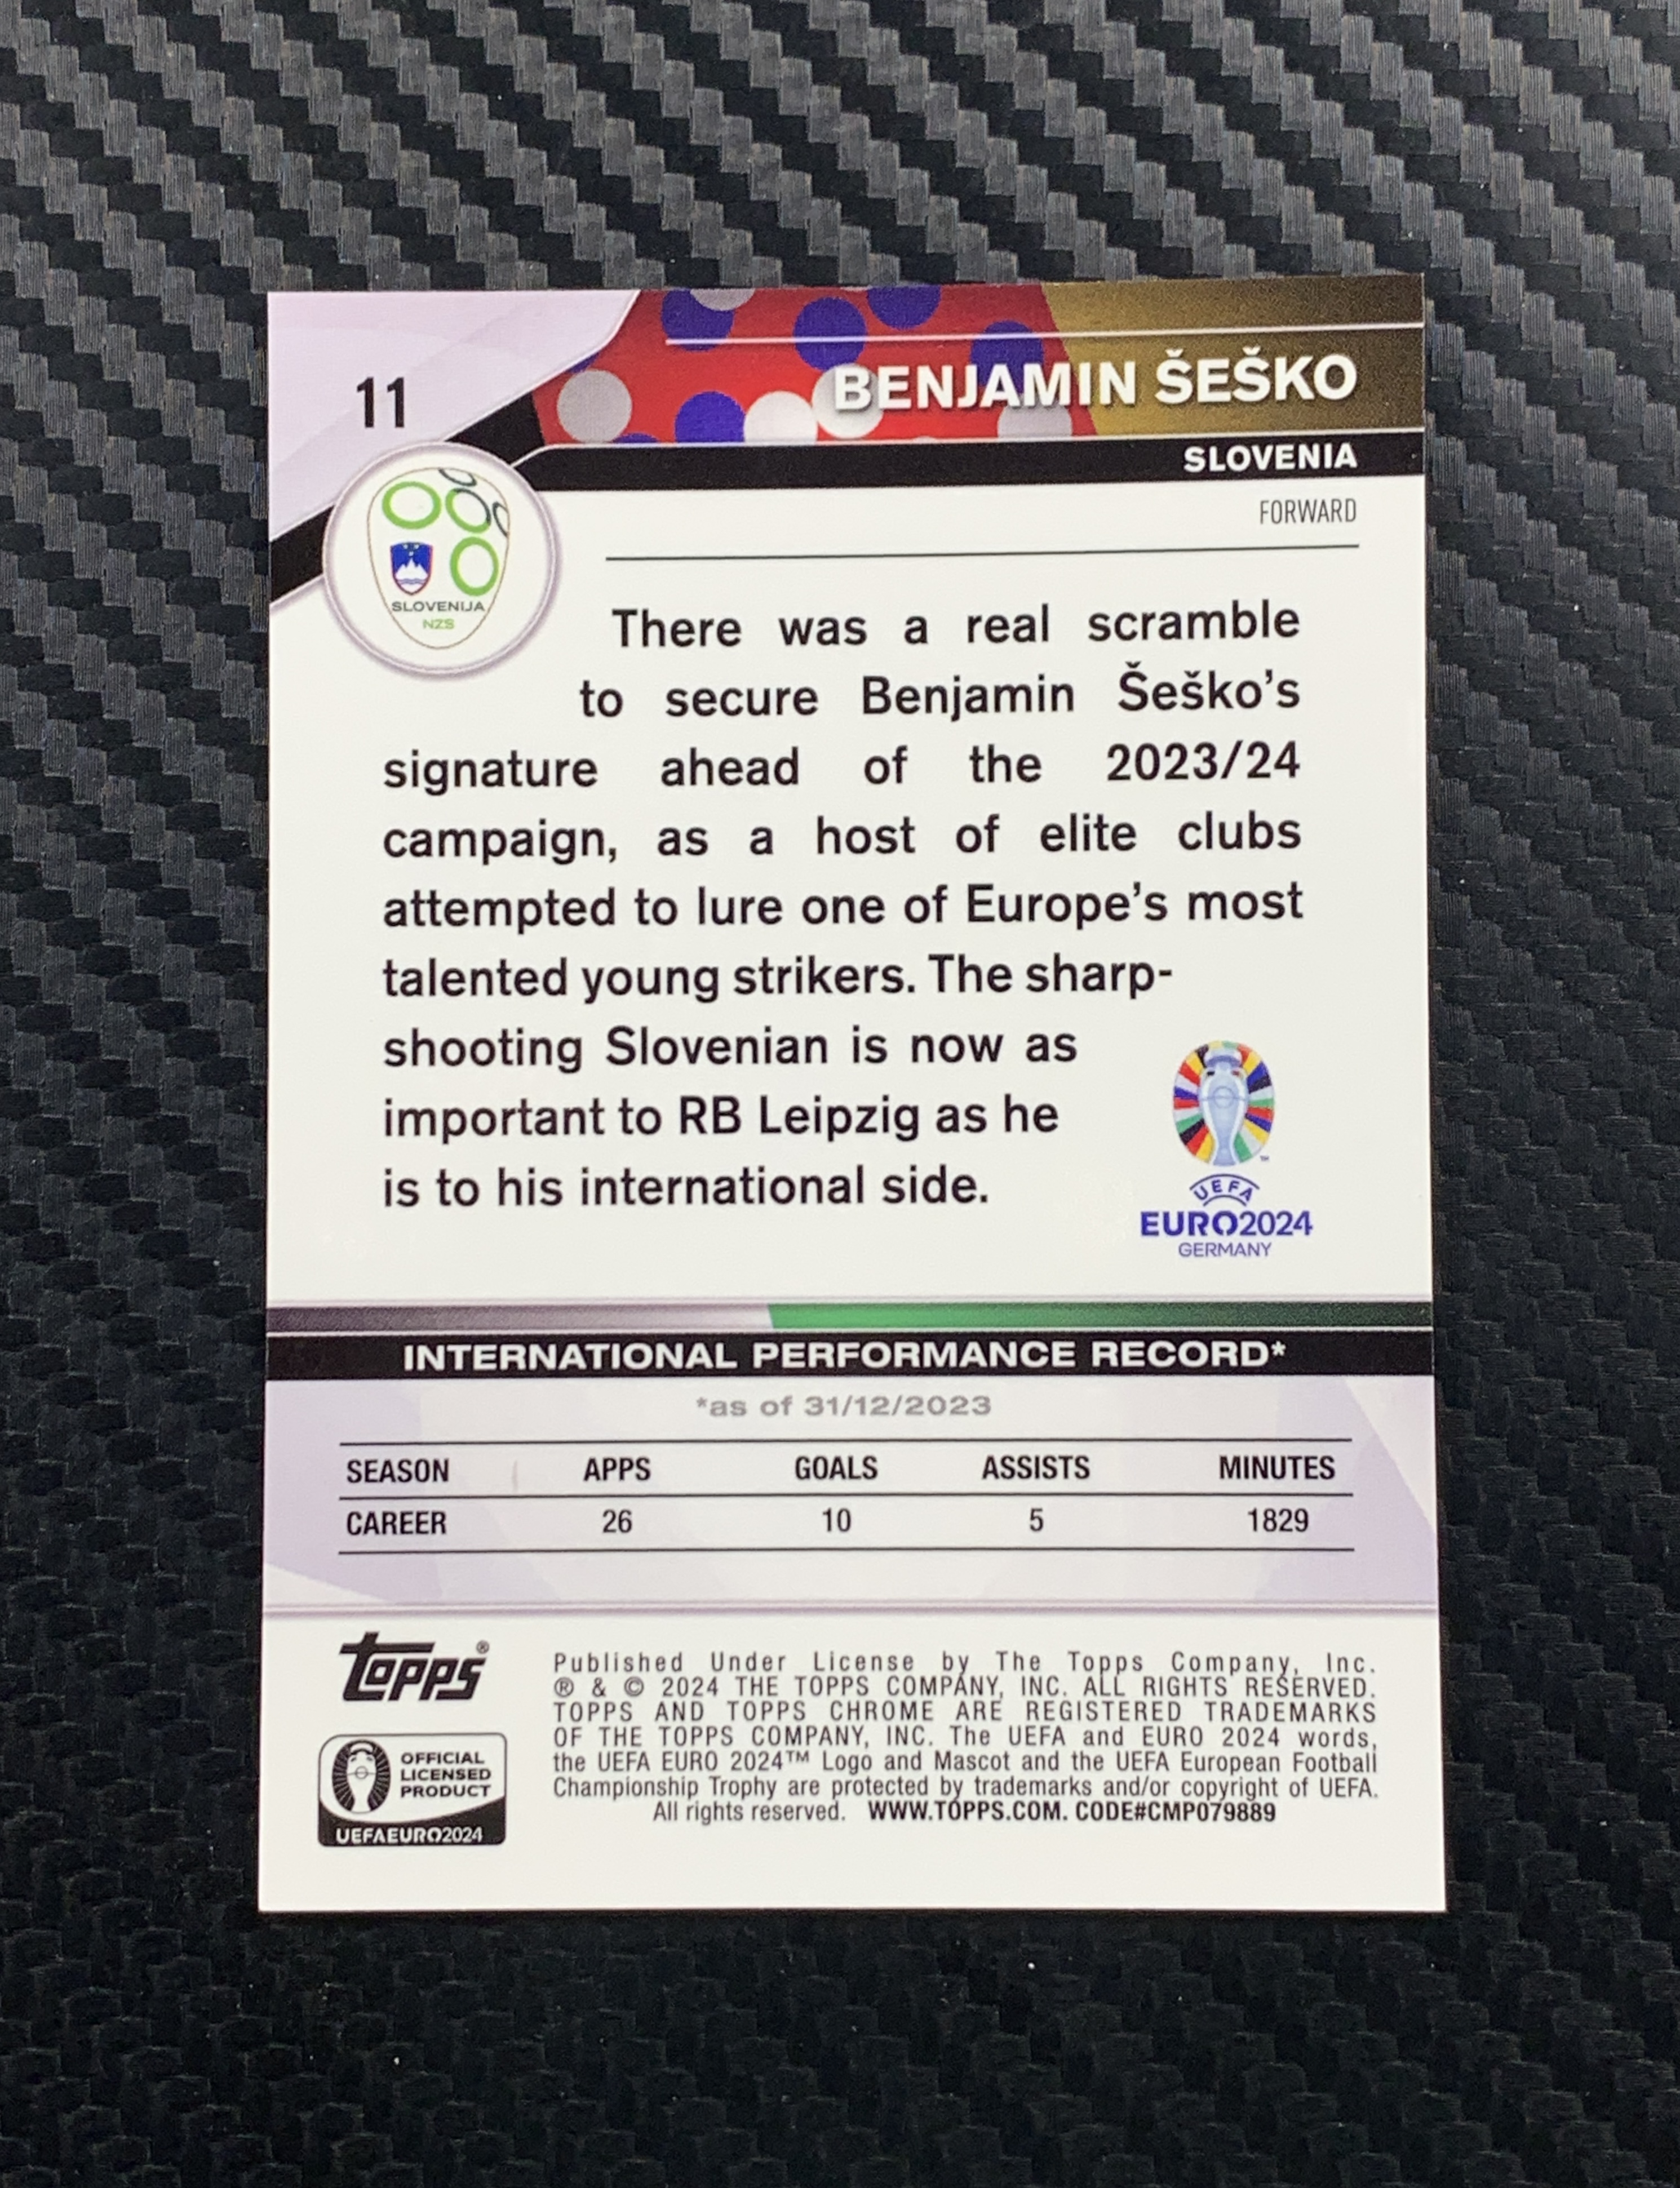 11
BENJAMIN ŠEŠKO
SLOVENIA
FORWARD
SLOVENIJA
NZS
There was a real scramble
to secure Benjamin Šeško's
signature ahead of the 2023/24
campaign, as a host of elite clubs
attempted to lure one of Europe's most
talented young strikers. The sharp-
shooting Slovenian is now as
important to RB Leipzig as he
is to his international side.
™
UEFA
EURO2024
GERMANY
INTERNATIONAL PERFORMANCE RECORD*
*as of 31/12/2023
SEASON APPS GOALS ASSISTS MINUTES
CAREER 26 10 5 1829
topps®
OFFICIAL
LICENSED
PRODUCT
UEFAEURO2024
Published Under License by The Topps Company, Inc.
® & © 2024 THE TOPPS COMPANY, INC. ALL RIGHTS RESERVED.
TOPPS AND TOPPS CHROME ARE REGISTERED TRADEMARKS
OF THE TOPPS COMPANY, INC. The UEFA and EURO 2024 words,
the UEFA EURO 2024™ Logo and Mascot and the UEFA European Football
Championship Trophy are protected by trademarks and/or copyright of UEFA.
All rights reserved. WWW.TOPPS.COM. CODE#CMP079889